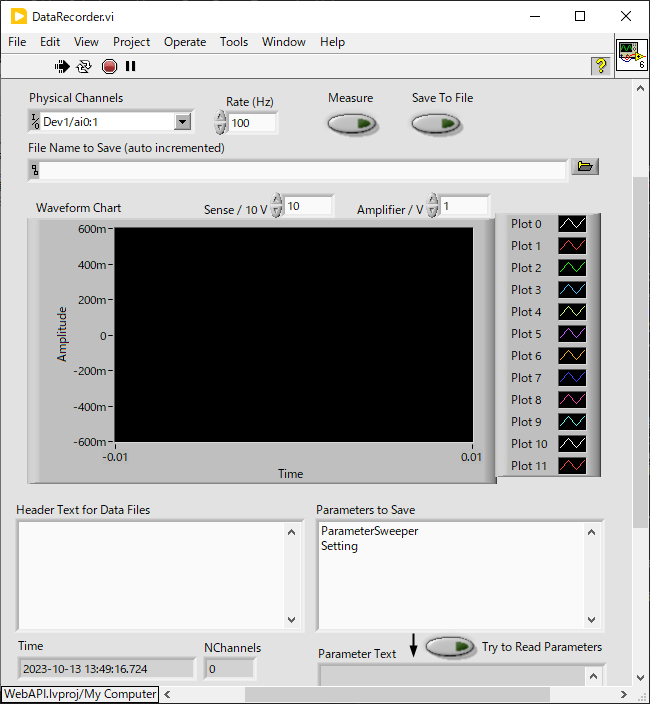 DataRecorder.vi
File Edit View Project Operate Tools Window Help
6
Physical Channels
Rate (Hz)
Measure
Save To File
I/O
Dev1/ai0:1
100
File Name to Save (auto incremented)
Waveform Chart
Sense / 10 V
10
Amplifier / V
1
600m
400m
200m
0
-200m
-400m
-600m
Amplitude
-0.01
0.01
Time
Plot 0
Plot 1
Plot 2
Plot 3
Plot 4
Plot 5
Plot 6
Plot 7
Plot 8
Plot 9
Plot 10
Plot 11
Header Text for Data Files
Parameters to Save
ParameterSweeper
Setting
Time
2023-10-13 13:49:16.724
NChannels
0
Parameter Text
Try to Read Parameters
WebAPI.lvproj/My Computer